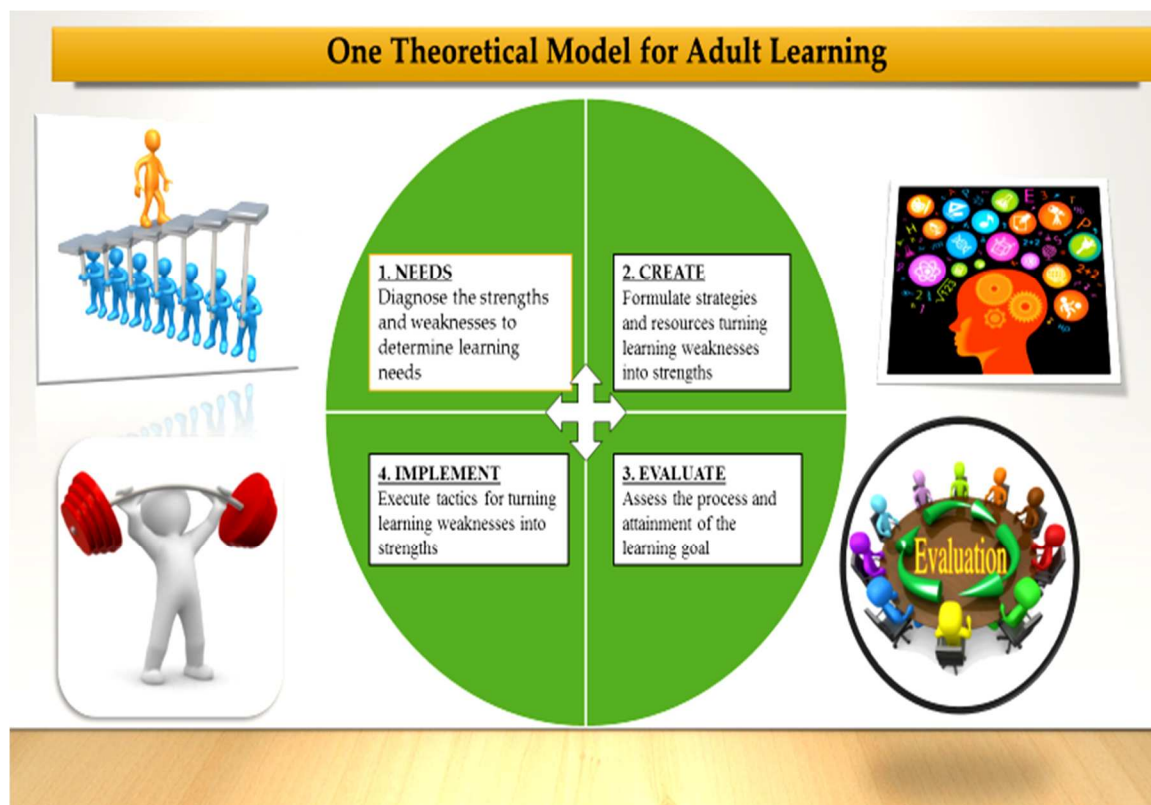 One Theoretical Model for Adult Learning
1. NEEDS
Diagnose the strengths
and weaknesses to
determine learning
needs
2. CREATE
Formulate strategies
and resources turning
learning weaknesses
into strengths
4. IMPLEMENT
Execute tactics for turning
learning weaknesses into
strengths
3. EVALUATE
Assess the process and
attainment of the
learning goal
Evaluation